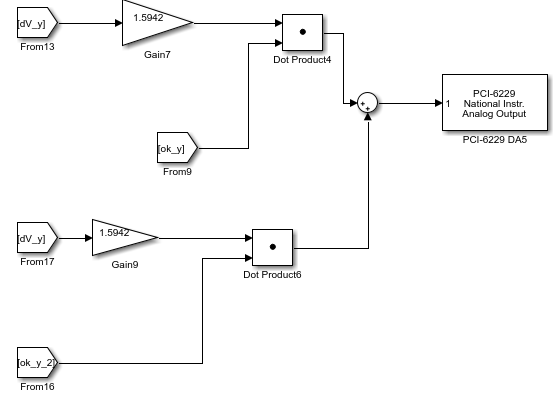 [dV_y]
From13
1.5942
Gain7
Dot Product4
[ok_y]
From9
1
PCI-6229
National Instr.
Analog Output
PCI-6229 DA5
[dV_y]
From17
1.5942
Gain9
Dot Product6
[ok_y_2]
From16